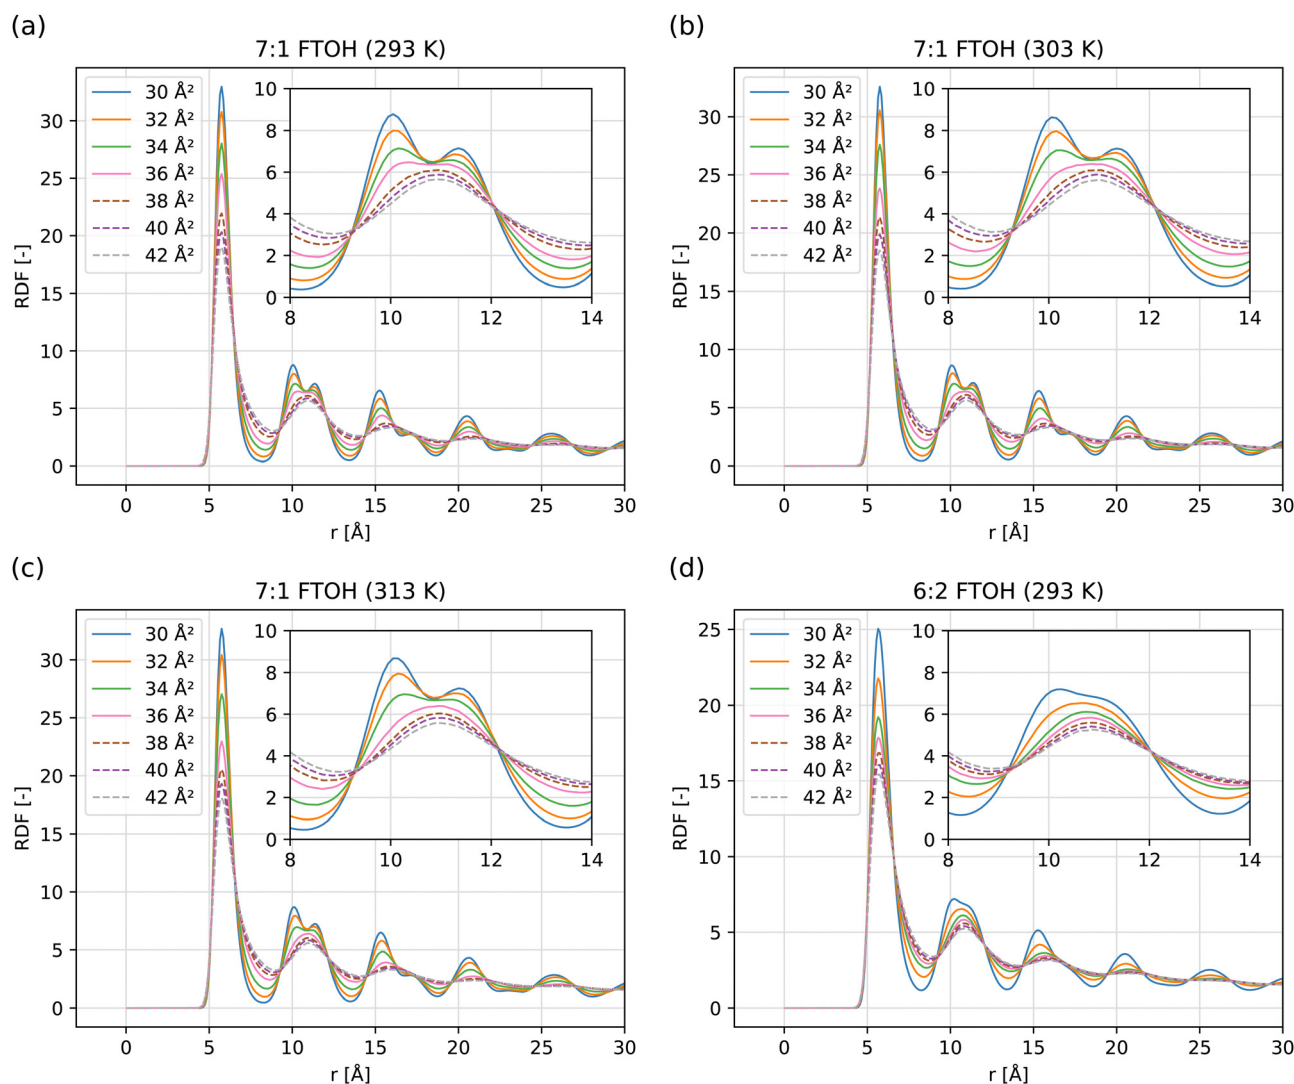 (a)
7:1 FTOH (293 K)
30 Å²
32 Å²
34 Å²
36 Å²
38 Å²
40 Å²
42 Å²
10
8
6
4
2
0
8 10 12 14
30
25
20
15
10
5
0
RDF [-]
0 5 10 15 20 25 30
r [Å]
(b)
7:1 FTOH (303 K)
30 Å²
32 Å²
34 Å²
36 Å²
38 Å²
40 Å²
42 Å²
10
8
6
4
2
0
8 10 12 14
30
25
20
15
10
5
0
RDF [-]
0 5 10 15 20 25 30
r [Å]
(c)
7:1 FTOH (313 K)
30 Å²
32 Å²
34 Å²
36 Å²
38 Å²
40 Å²
42 Å²
10
8
6
4
2
0
8 10 12 14
30
25
20
15
10
5
0
RDF [-]
0 5 10 15 20 25 30
r [Å]
(d)
6:2 FTOH (293 K)
30 Å²
32 Å²
34 Å²
36 Å²
38 Å²
40 Å²
42 Å²
10
8
6
4
2
0
8 10 12 14
25
20
15
10
5
0
RDF [-]
0 5 10 15 20 25 30
r [Å]